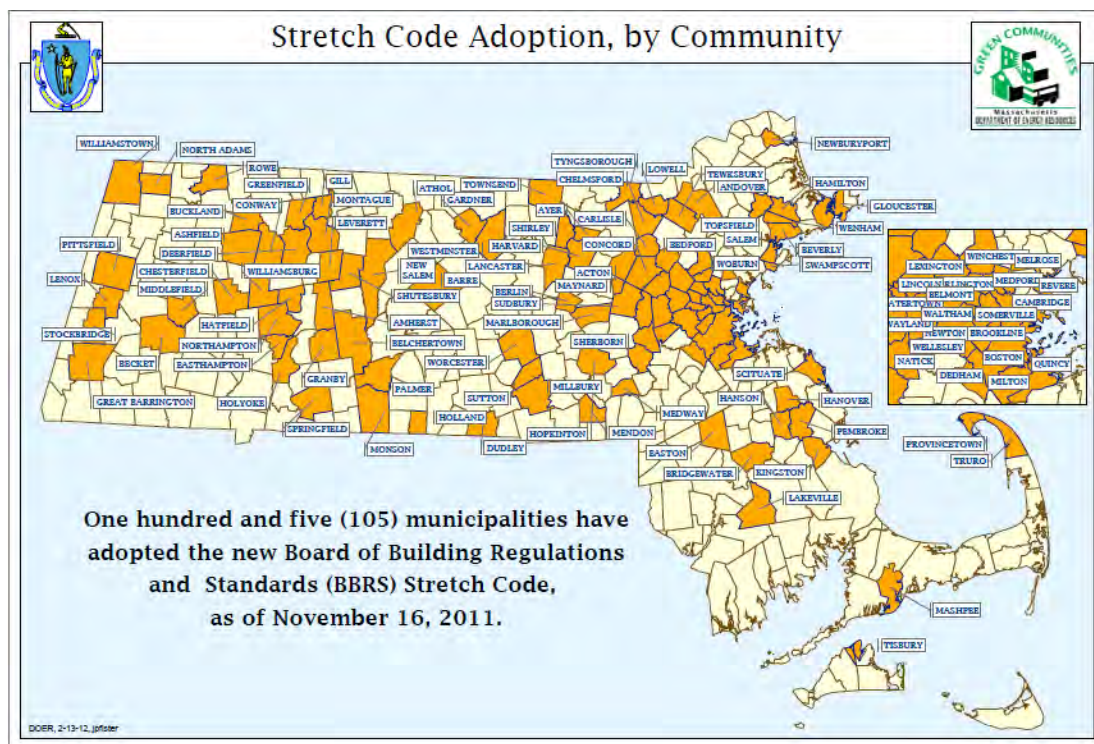 Stretch Code Adoption, by Community
GREEN COMMUNITIES
Massachusetts
DEPARTMENT OF ENERGY RESOURCES
WILLIAMSTOWN
NORTH ADAMS
ROWE
GREENFIELD
GILL
BUCKLAND
CONWAY
MONTAGUE
ASHFIELD
LEVERETT
PITTSFIELD
DEERFIELD
LENOX
CHESTERFIELD
WILLIAMSBURG
MIDDLEFIELD
STOCKBRIDGE
HATFIELD
NORTHAMPTON
BECKET
EASTHAMPTON
GREAT BARRINGTON
HOLYOKE
GRANBY
SPRINGFIELD
MONSON
PALMER
HOLLAND
BELCHERTOWN
AMHERST
SHUTESBURY
NEW
SALEM
BARRE
WESTMINSTER
ATHOL
GARDNER
TOWNSEND
TYNGSBOROUGH
CHELMSFORD
LOWELL
TEWKSBURY
ANDOVER
NEWBURYPORT
HAMILTON
GLOUCESTER
WENHAM
TOPSFIELD
SALEM
BEVERLY
SWAMPSCOTT
WOBURN
BEDFORD
CARLISLE
CONCORD
AYER
SHIRLEY
HARVARD
LANCASTER
ACTON
MAYNARD
BERLIN
SUDBURY
MARLBOROUGH
SHERBORN
WORCESTER
SUTTON
MILLBURY
DUDLEY
HOPKINTON
MENDON
MEDWAY
SCITUATE
HANSON
HANOVER
PEMBROKE
EASTON
BRIDGEWATER
KINGSTON
LAKEVILLE
PROVINCETOWN
TRURO
MASHPEE
TISBURY
LEXINGTON
WINCHEST
MELROSE
LINCOLN
RLINGTON
MEDFORD
REVERE
BELMONT
CAMBRIDGE
ATERTOWN
WALTHAM
SOMERVILLE
WAYLAND
NEWTON
BROOKLINE
WELLESLEY
NATICK
BOSTON
QUINCY
DEDHAM
MILTON
One hundred and five (105) municipalities have
adopted the new Board of Building Regulations
and Standards (BBRS) Stretch Code,
as of November 16, 2011.
DOER, 2-13-12, jpfister